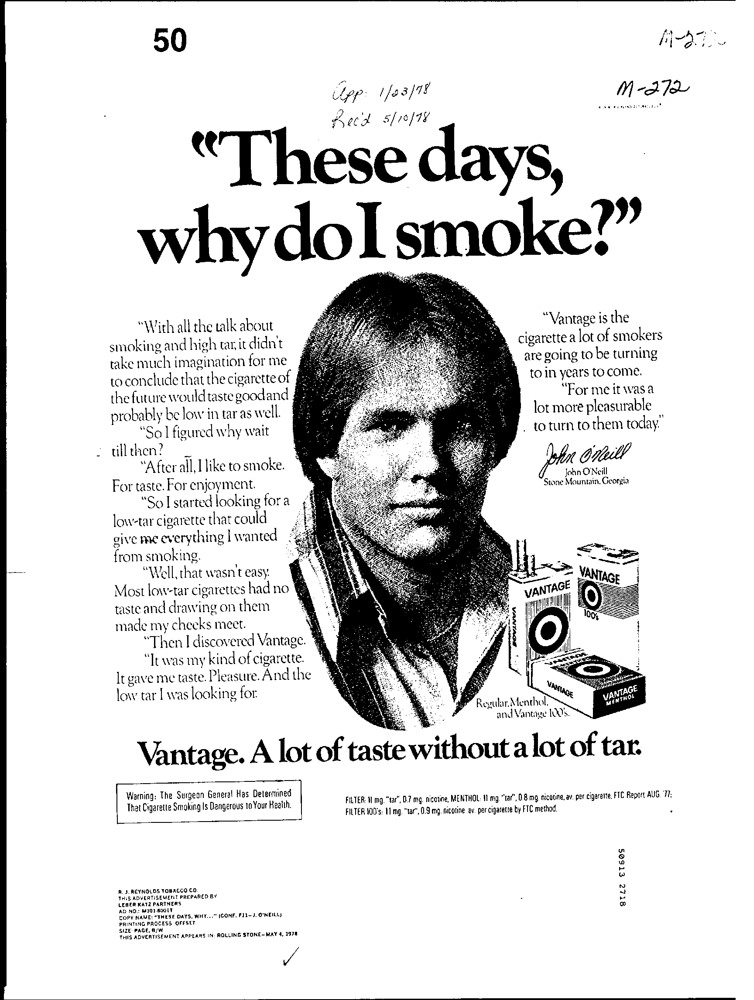 50
M-272
App. 1/23/78
M-272
Rec'd 5/10/78
“These days,
why do I smoke?”
“With all the talk about
smoking and high tar, it didn't
take much imagination for me
to conclude that the cigarette of
the future would taste good and
probably be low in tar as well.
“So I figured why wait
till then?
“After all, I like to smoke.
For taste. For enjoyment.
“So I started looking for a
low-tar cigarette that could
give me everything I wanted
from smoking.
“Well, that wasn't easy.
Most low-tar cigarettes had no
taste and drawing on them
made my cheeks meet.
“Then I discovered Vantage.
“It was my kind of cigarette.
It gave me taste. Pleasure. And the
low tar I was looking for.
“Vantage is the
cigarette a lot of smokers
are going to be turning
to in years to come.
“For me it was a
lot more pleasurable
to turn to them today.”
John O'Neill
John O'Neill
Stone Mountain, Georgia
VANTAGE
VANTAGE
VANTAGE
100s
VANTAGE
VANTAGE
VANTAGE
MENTHOL
Regular, Menthol,
and Vantage 100's.
Vantage. A lot of taste without a lot of tar.
Warning: The Surgeon General Has Determined
That Cigarette Smoking Is Dangerous to Your Health.
FILTER: 11 mg. "tar", 0.7 mg. nicotine, MENTHOL: 11 mg. "tar", 0.8 mg. nicotine, av. per cigarette, FTC Report AUG. '77;
FILTER 100's: 11 mg. "tar", 0.9 mg. nicotine av. per cigarette by FTC method.
50913 2718
R. J. REYNOLDS TOBACCO CO.
THIS ADVERTISEMENT PREPARED BY
LEBER KATZ PARTNERS
COPY NAME: "THESE DAYS, WHY..." (CONF. PJ1—J. O'NEILL)
PRINTING PROCESS OFFSET
SIZE PAGE, B/W
THIS ADVERTISEMENT APPEARS IN: ROLLING STONE—MAY 4, 1978